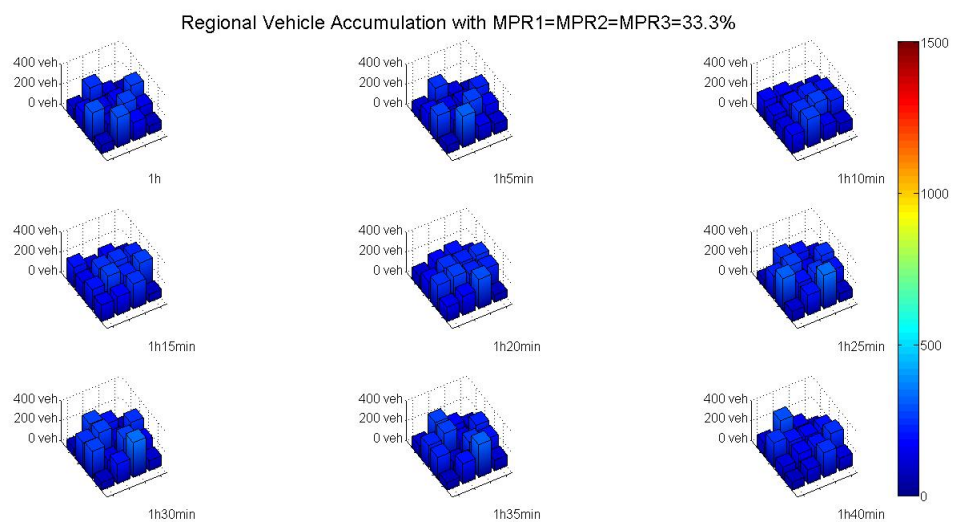 Regional Vehicle Accumulation with MPR1=MPR2=MPR3=33.3%
400 veh
200 veh
0 veh
1h
400 veh
200 veh
0 veh
1h5min
400 veh
200 veh
0 veh
1h10min
400 veh
200 veh
0 veh
1h15min
400 veh
200 veh
0 veh
1h20min
400 veh
200 veh
0 veh
1h25min
400 veh
200 veh
0 veh
1h30min
400 veh
200 veh
0 veh
1h35min
400 veh
200 veh
0 veh
1h40min
1500
1000
500
0